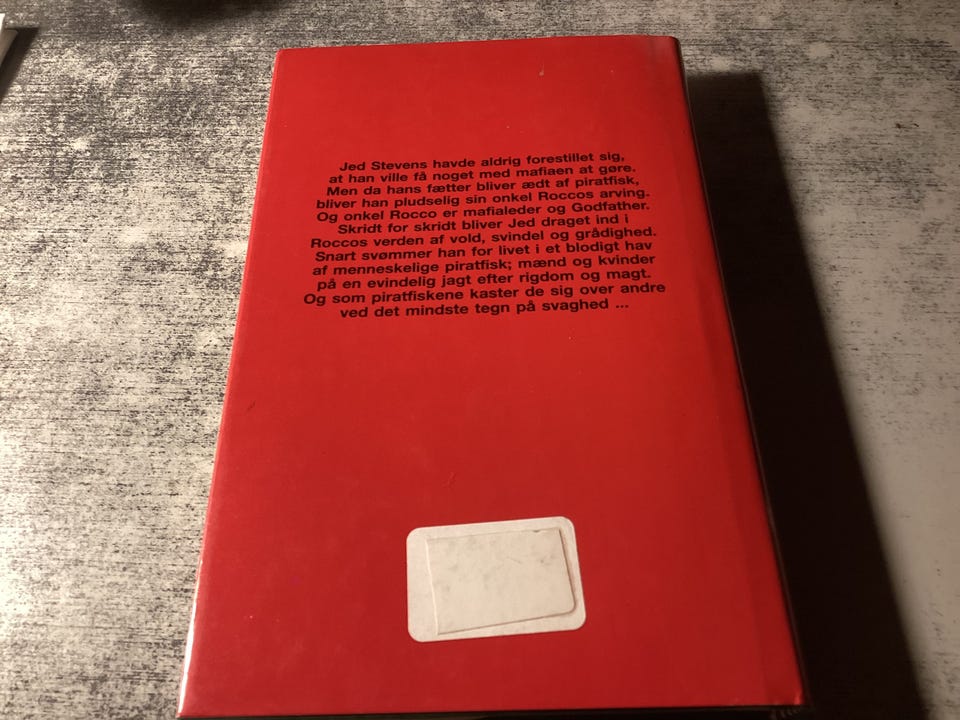 Jed Stevens havde aldrig forestillet sig,
at han ville få noget med mafiaen at gøre.
Men da hans fætter bliver ædt af piratfisk,
bliver han pludselig sin onkel Roccos arving.
Og onkel Rocco er mafialeder og Godfather.
Skridt for skridt bliver Jed draget ind i
Roccos verden af vold, svindel og grådighed.
Snart svømmer han for livet i et blodigt hav
af menneskelige piratfisk; mænd og kvinder
på en evindelig jagt efter rigdom og magt.
Og som piratfiskene kaster de sig over andre
ved det mindste tegn på svaghed ...